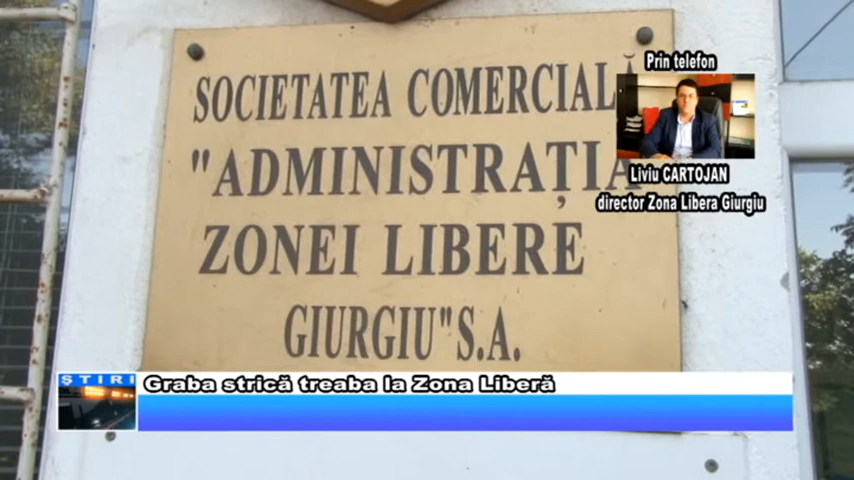 SOCIETATEA COMERCIALĂ
"ADMINISTRAȚIA
ZONEI LIBERE
GIURGIU" S.A.
Prin telefon
Liviu CARTOJAN
director Zona Libera Giurgiu
ȘTIRI
Graba strică treaba la Zona Liberă